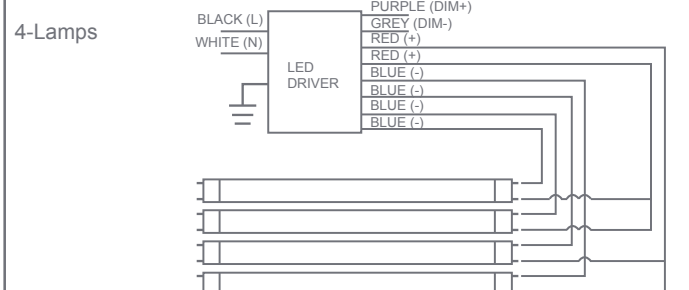 4-Lamps
BLACK (L)
WHITE (N)
LED
DRIVER
PURPLE (DIM+)
GREY (DIM-)
RED (+)
RED (+)
BLUE (-)
BLUE (-)
BLUE (-)
BLUE (-)